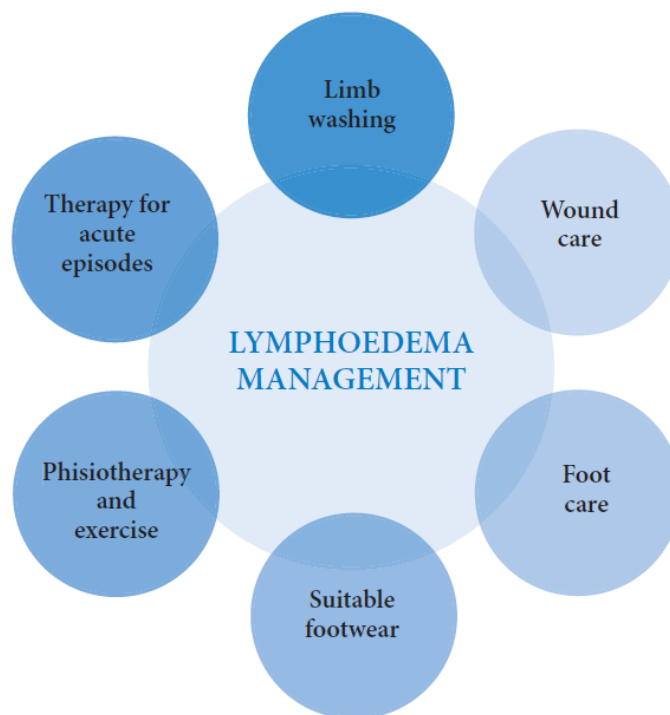 Limb
washing
Wound
care
Foot
care
Suitable
footwear
Phisiotherapy
and
exercise
Therapy for
acute
episodes
LYMPHOEDEMA
MANAGEMENT